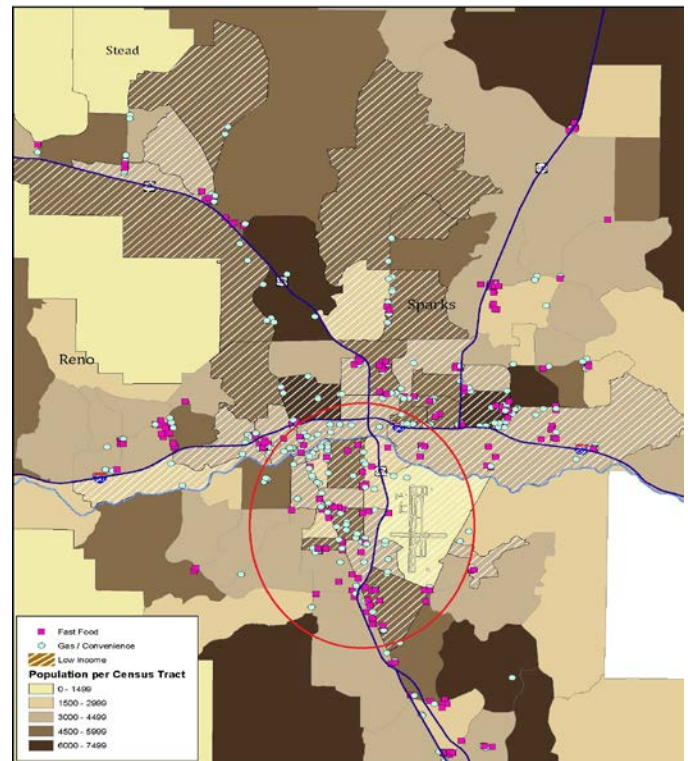 Stead
Sparks
Reno
Fast Food
Gas / Convenience
Low Income
Population per Census Tract
0 - 1499
1500 - 2999
3000 - 4499
4500 - 5999
6000 - 7499